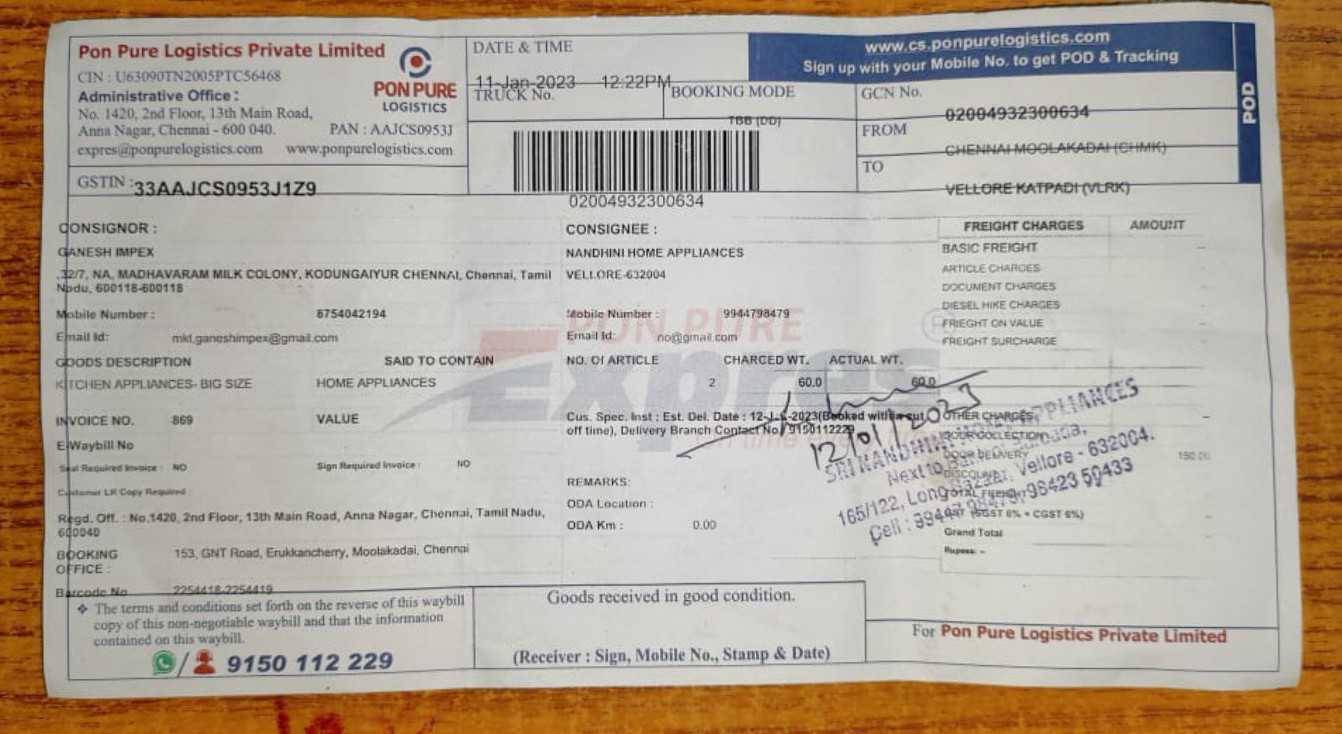 Pon Pure Logistics Private Limited
CIN : U63090TN2005PTC56468
Administrative Office :
No. 1420, 2nd Floor, 13th Main Road,
Anna Nagar, Chennai - 600 040. PAN : AAJCS0953J
expres@ponpurelogistics.com www.ponpurelogistics.com
PON PURE
LOGISTICS
GSTIN : 33AAJCS0953J1Z9
DATE & TIME
11-Jan-2023 12:22PM
TRUCK No.
BOOKING MODE
TBB (DD)
02004932300634
www.cs.ponpurelogistics.com
Sign up with your Mobile No. to get POD & Tracking
POD
GCN No.
02004932300634
FROM
CHENNAI MOOLAKADAI (CHMK)
TO
VELLORE KATPADI (VLRK)
CONSIGNOR :
GANESH IMPEX
,32/7, NA, MADHAVARAM MILK COLONY, KODUNGAIYUR CHENNAI, Chennai, Tamil
Nadu, 600118-600118
Mobile Number : 8754042194
Email Id: mkt.ganeshimpex@gmail.com
CONSIGNEE :
NANDHINI HOME APPLIANCES
VELLORE-632004
Mobile Number : 9944798479
Email Id: no@gmail.com
FREIGHT CHARGES AMOUNT
BASIC FREIGHT
ARTICLE CHARGES
DOCUMENT CHARGES
DIESEL HIKE CHARGES
FRIEGHT ON VALUE
FREIGHT SURCHARGE
PON PURE
Expres
GOODS DESCRIPTION SAID TO CONTAIN
KITCHEN APPLIANCES- BIG SIZE HOME APPLIANCES
NO. Of ARTICLE CHARGED WT. ACTUAL WT.
2 60.0 60.0
INVOICE NO. 869 VALUE
E-Waybill No
Seal Required Invoice : NO Sign Required Invoice : NO
Customer LR Copy Required
Cus. Spec. Inst : Est. Del. Date : 12-Jan-2023(Booked within cut
off time), Delivery Branch Contact No. 9150112229
REMARKS:
ODA Location :
ODA Km : 0.00
12/01/2023
OTHER CHARGES
DOOR COLLECTION
DOOR DELIVERY 150.00
DISCOUNT
TOTAL FREIGHT
(SGST 6% + CGST 6%)
Grand Total
Rupees: -
SRI NANDHINI HOME APPLIANCES
Next to
165/122, Long Bazaar, Vellore - 632004.
Cell : 98423 50433
Regd. Off. : No.1420, 2nd Floor, 13th Main Road, Anna Nagar, Chennai, Tamil Nadu,
600040
BOOKING 153, GNT Road, Erukkancherry, Moolakadai, Chennai
OFFICE :
Barcode No 2254418-2254419
❖ The terms and conditions set forth on the reverse of this waybill
copy of this non-negotiable waybill and that the information
contained on this waybill.
/ 9150 112 229
Goods received in good condition.
(Receiver : Sign, Mobile No., Stamp & Date)
For Pon Pure Logistics Private Limited